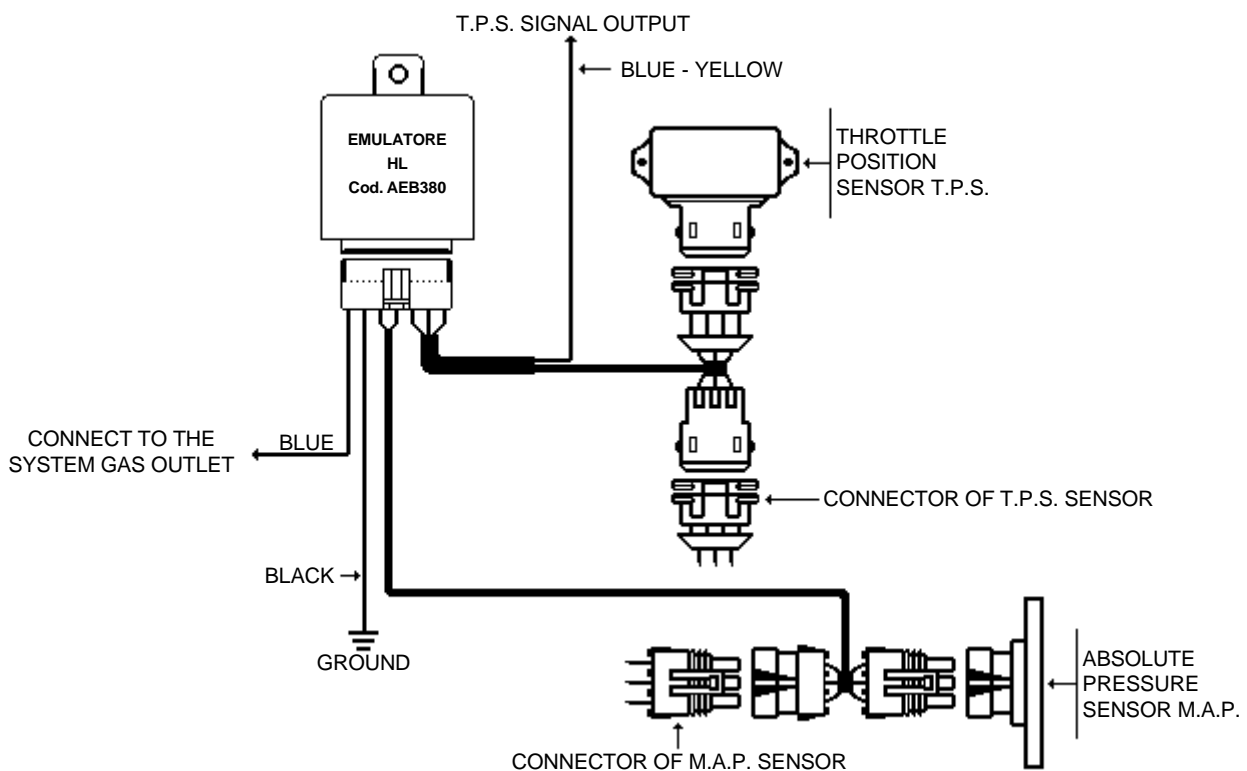 T.P.S. SIGNAL OUTPUT
BLUE - YELLOW
EMULATORE
HL
Cod. AEB380
THROTTLE
POSITION
SENSOR T.P.S.
CONNECT TO THE
SYSTEM GAS OUTLET
BLUE
CONNECTOR OF T.P.S. SENSOR
BLACK
GROUND
ABSOLUTE
PRESSURE
SENSOR M.A.P.
CONNECTOR OF M.A.P. SENSOR